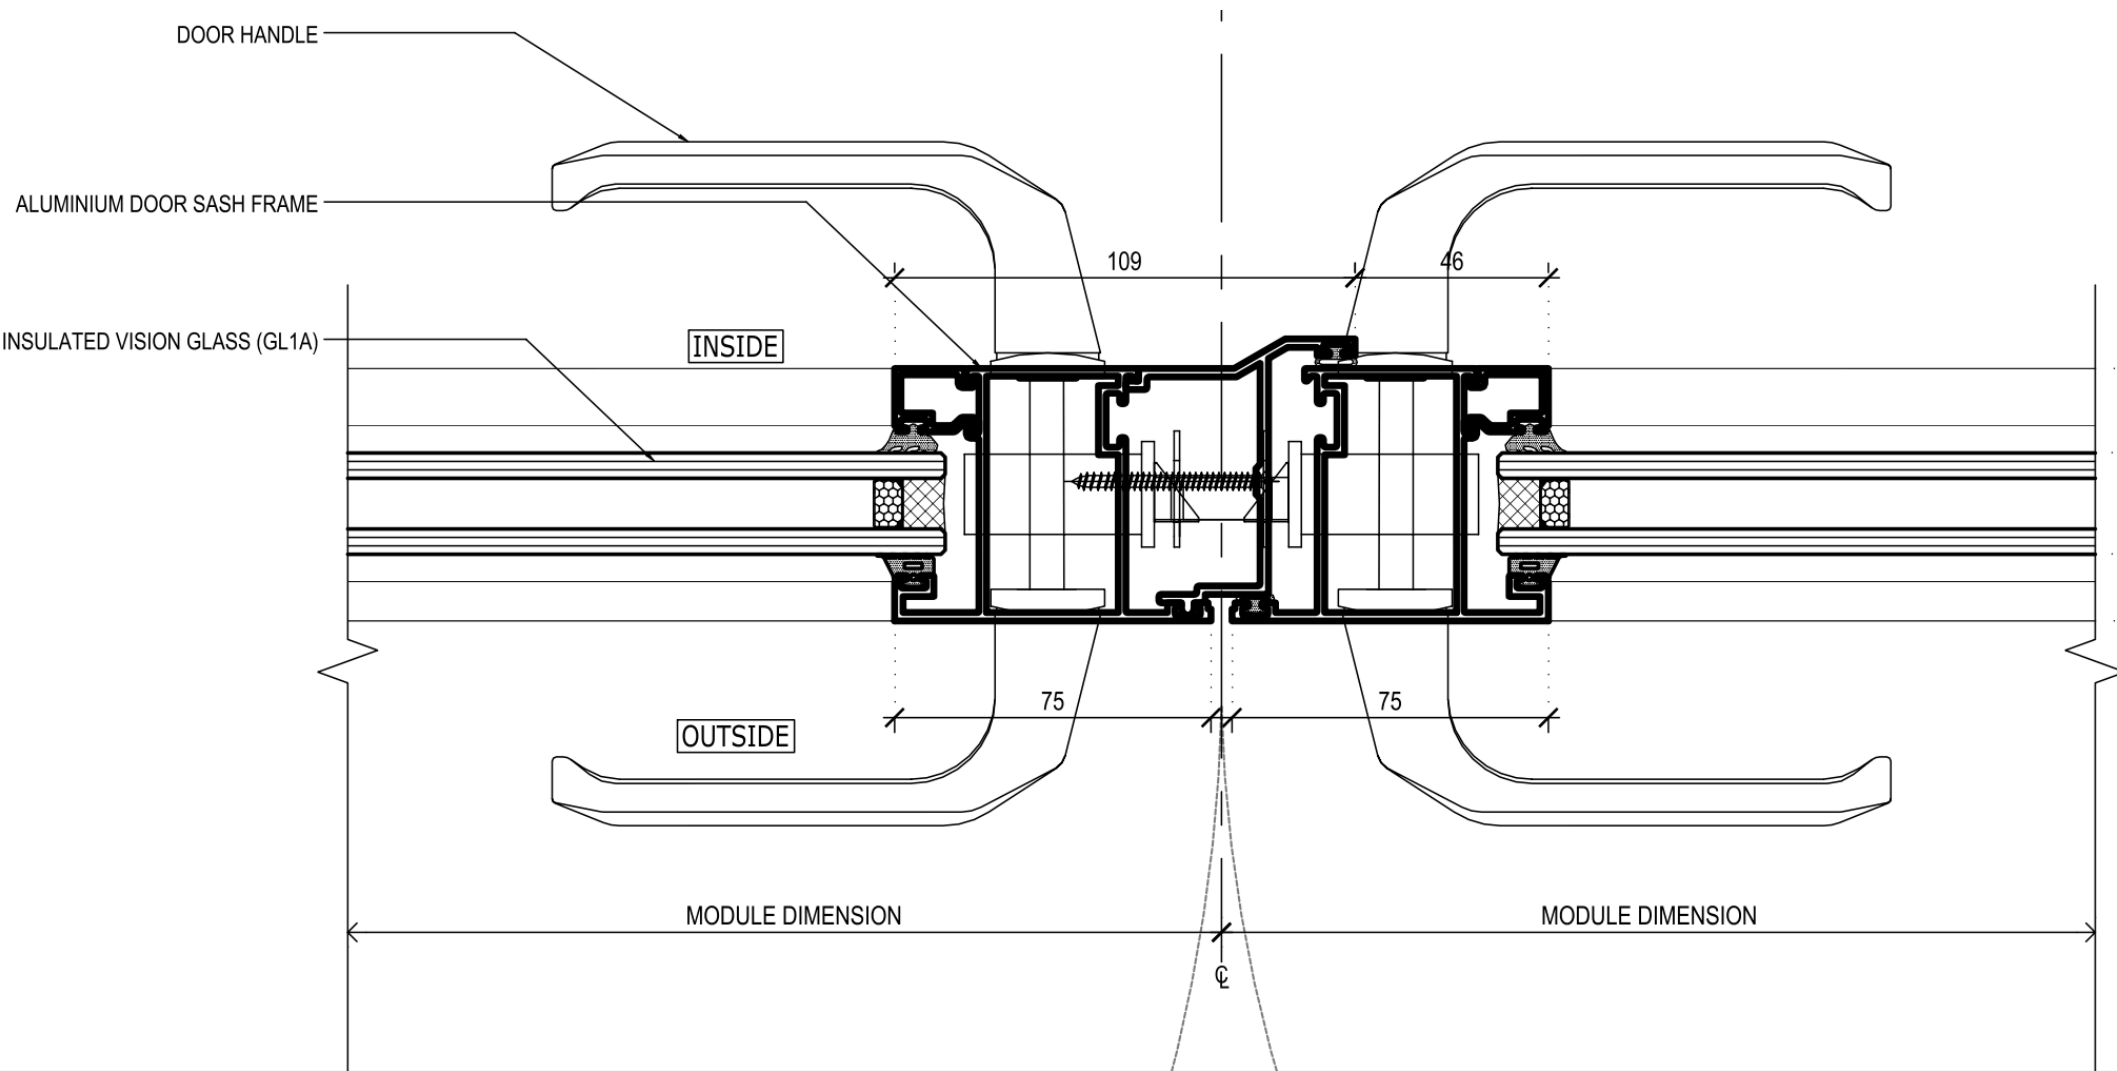 DOOR HANDLE
ALUMINIUM DOOR SASH FRAME
109
46
INSULATED VISION GLASS (GL1A)
INSIDE
75
75
OUTSIDE
MODULE DIMENSION
MODULE DIMENSION
℄